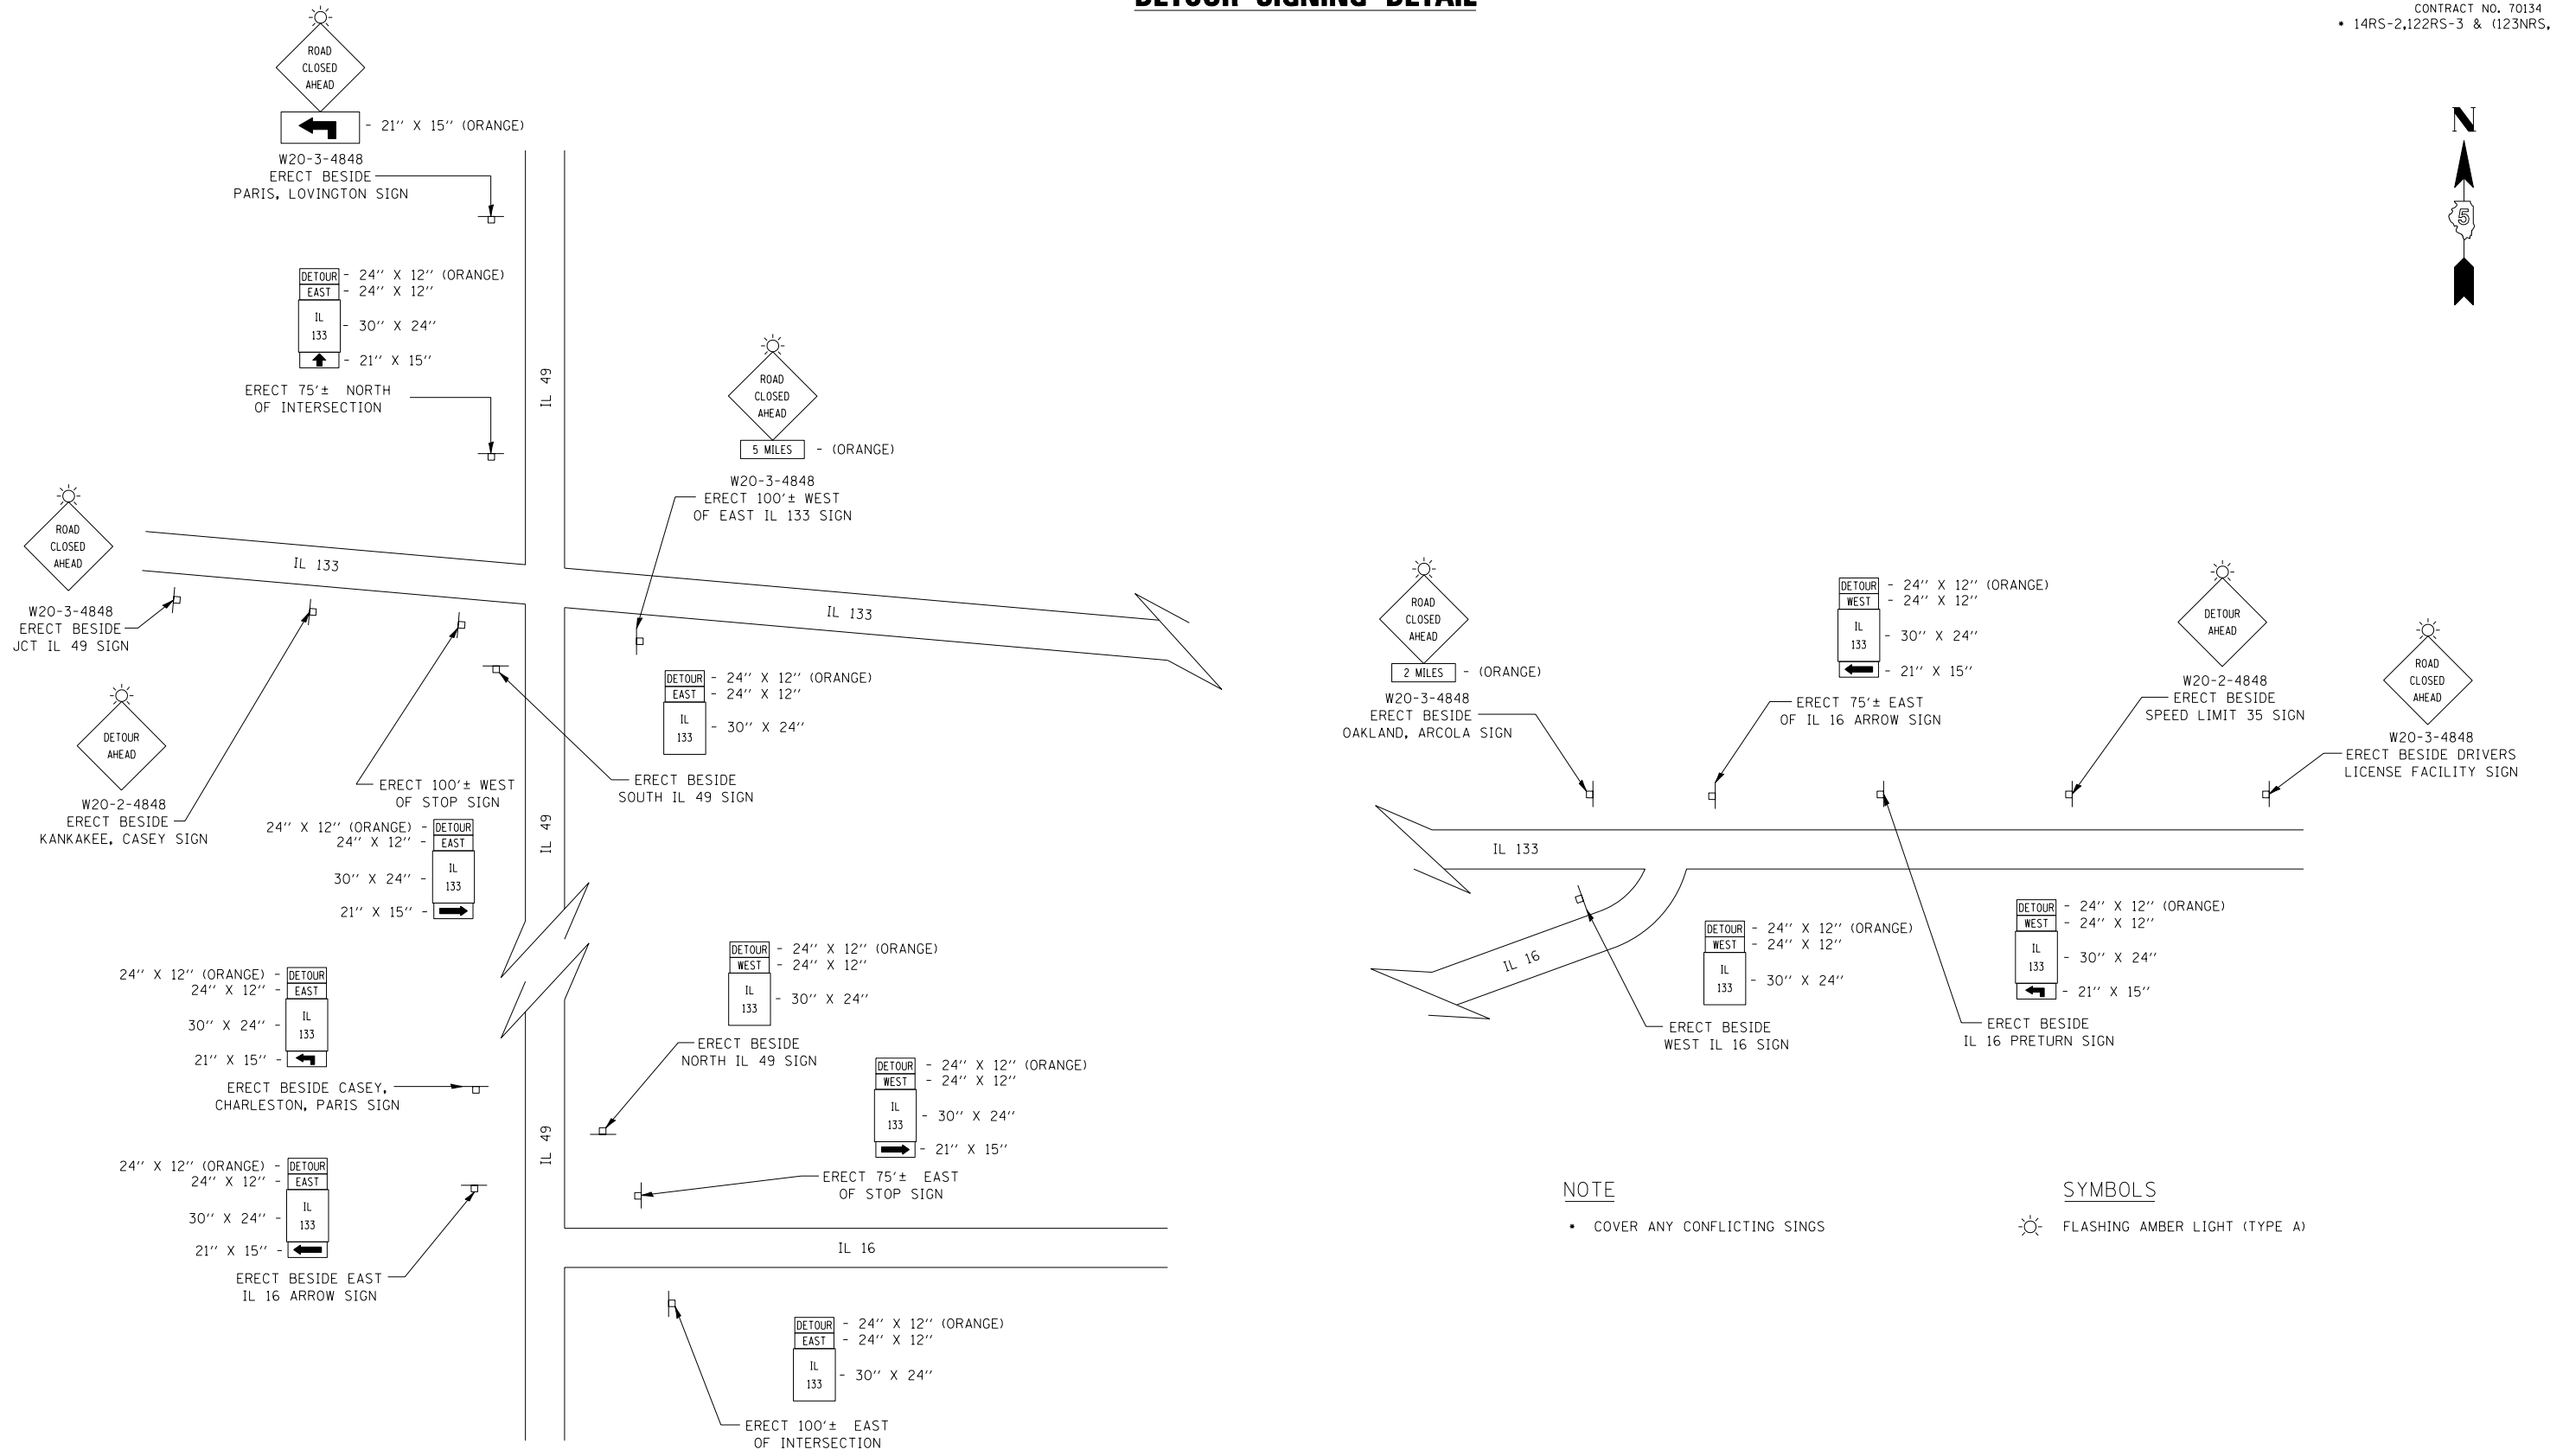 DETOUR SIGNING DETAIL
CONTRACT NO. 70134
* 14RS-2,122RS-3 & (123NRS,
ROAD
CLOSED
AHEAD
- 21'' X 15'' (ORANGE)
W20-3-4848
ERECT BESIDE
PARIS, LOVINGTON SIGN
N
5
DETOUR - 24'' X 12'' (ORANGE)
EAST - 24'' X 12''
IL
133 - 30'' X 24''
- 21'' X 15''
ERECT 75'± NORTH
OF INTERSECTION
IL 49
ROAD
CLOSED
AHEAD
5 MILES - (ORANGE)
W20-3-4848
ERECT 100'± WEST
OF EAST IL 133 SIGN
ROAD
CLOSED
AHEAD
W20-3-4848
ERECT BESIDE
JCT IL 49 SIGN
IL 133
IL 133
DETOUR
AHEAD
W20-2-4848
ERECT BESIDE
KANKAKEE, CASEY SIGN
ERECT 100'± WEST
OF STOP SIGN
24'' X 12'' (ORANGE) - DETOUR
24'' X 12'' - EAST
30'' X 24'' - IL
133
21'' X 15'' -
DETOUR - 24'' X 12'' (ORANGE)
EAST - 24'' X 12''
IL
133 - 30'' X 24''
ERECT BESIDE
SOUTH IL 49 SIGN
IL 49
24'' X 12'' (ORANGE) - DETOUR
24'' X 12'' - EAST
30'' X 24'' - IL
133
21'' X 15'' -
ERECT BESIDE CASEY,
CHARLESTON, PARIS SIGN
DETOUR - 24'' X 12'' (ORANGE)
WEST - 24'' X 12''
IL
133 - 30'' X 24''
ERECT BESIDE
NORTH IL 49 SIGN
IL 49
DETOUR - 24'' X 12'' (ORANGE)
WEST - 24'' X 12''
IL
133 - 30'' X 24''
- 21'' X 15''
ERECT 75'± EAST
OF STOP SIGN
24'' X 12'' (ORANGE) - DETOUR
24'' X 12'' - EAST
30'' X 24'' - IL
133
21'' X 15'' -
ERECT BESIDE EAST
IL 16 ARROW SIGN
IL 16
DETOUR - 24'' X 12'' (ORANGE)
EAST - 24'' X 12''
IL
133 - 30'' X 24''
ERECT 100'± EAST
OF INTERSECTION
ROAD
CLOSED
AHEAD
2 MILES - (ORANGE)
W20-3-4848
ERECT BESIDE
OAKLAND, ARCOLA SIGN
DETOUR - 24'' X 12'' (ORANGE)
WEST - 24'' X 12''
IL
133 - 30'' X 24''
- 21'' X 15''
ERECT 75'± EAST
OF IL 16 ARROW SIGN
DETOUR
AHEAD
W20-2-4848
ERECT BESIDE
SPEED LIMIT 35 SIGN
ROAD
CLOSED
AHEAD
W20-3-4848
ERECT BESIDE DRIVERS
LICENSE FACILITY SIGN
IL 133
IL 16
DETOUR - 24'' X 12'' (ORANGE)
WEST - 24'' X 12''
IL
133 - 30'' X 24''
ERECT BESIDE
WEST IL 16 SIGN
DETOUR - 24'' X 12'' (ORANGE)
WEST - 24'' X 12''
IL
133 - 30'' X 24''
- 21'' X 15''
ERECT BESIDE
IL 16 PRETURN SIGN
NOTE
* COVER ANY CONFLICTING SINGS
SYMBOLS
FLASHING AMBER LIGHT (TYPE A)